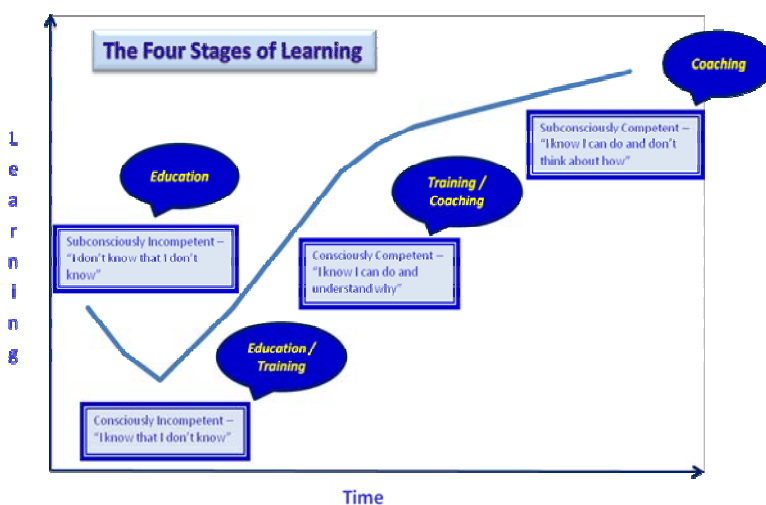 The Four Stages of Learning
Coaching
Subconsciously Competent –
"I know I can do and don't
think about how"
Education
Training /
Coaching
Subconsciously Incompetent –
"I don't know that I don't
know"
Consciously Competent –
"I know I can do and
understand why"
Education /
Training
Consciously Incompetent –
"I know that I don't know"
Learning
Time